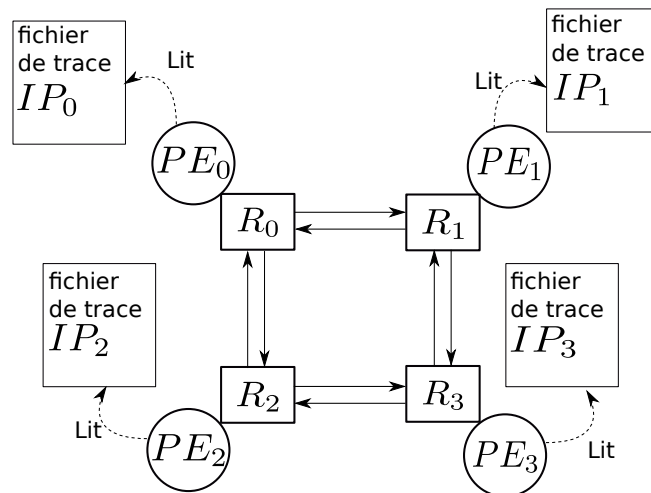 fichier
de trace
IP₀
Lit
PE₀
fichier
de trace
IP₁
Lit
PE₁
R₀
R₁
fichier
de trace
IP₂
Lit
PE₂
R₂
R₃
fichier
de trace
IP₃
Lit
PE₃